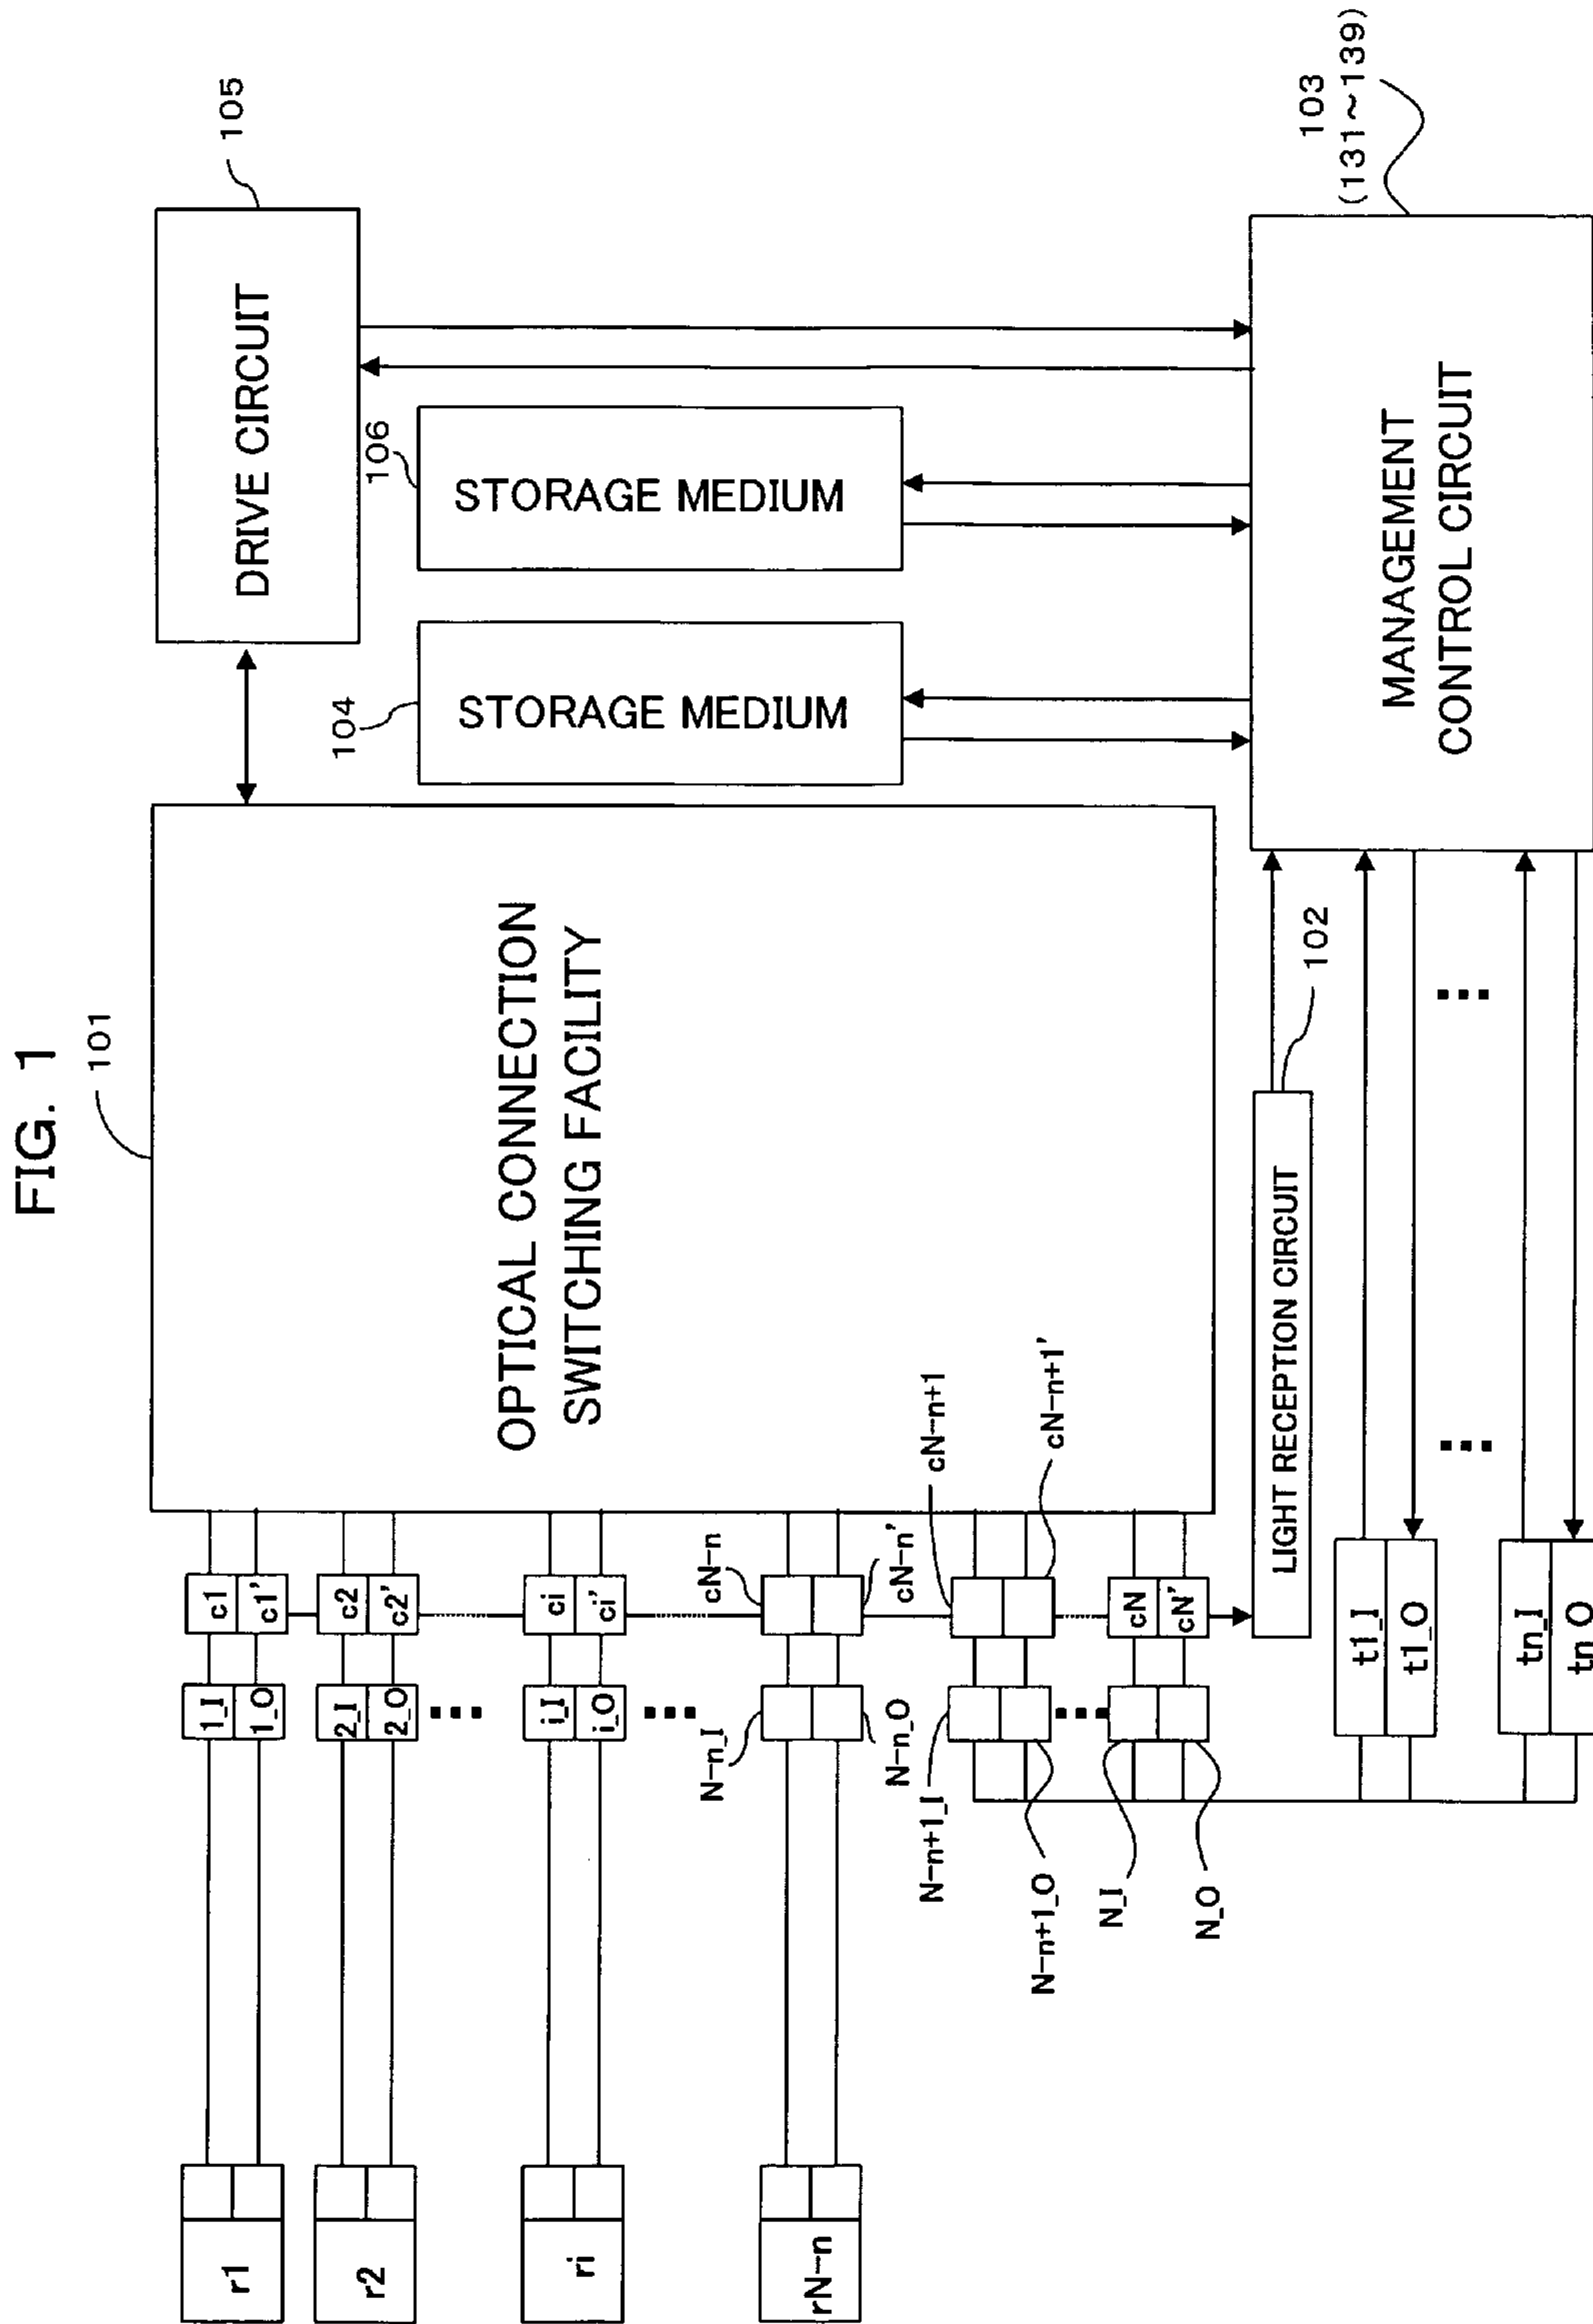 FIG. 1
101
105
DRIVE CIRCUIT
106
STORAGE MEDIUM
104
STORAGE MEDIUM
103
(131~139)
MANAGEMENT
CONTROL CIRCUIT
OPTICAL CONNECTION
SWITCHING FACILITY
102
LIGHT RECEPTION CIRCUIT
r1
1_I
1_O
c1
c1'
r2
2_I
2_O
c2
c2'
ri
i_I
i_O
ci
ci'
rN-n
N-n_I
N-n_O
cN-n
cN-n'
N-n+1_I
N-n+1_O
cN-n+1
cN-n+1'
N_I
N_O
cN
cN'
t1_I
t1_O
tn_I
tn_O